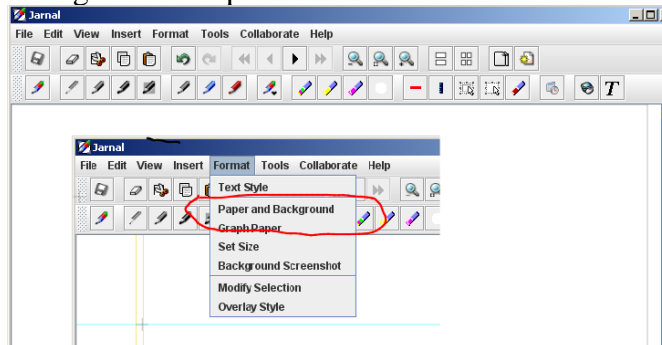 Jarnal
File Edit View Insert Format Tools Collaborate Help
T
Jarnal
File Edit View Insert Format Tools Collaborate Help
Text Style
Paper and Background
Graph Paper
Set Size
Background Screenshot
Modify Selection
Overlay Style